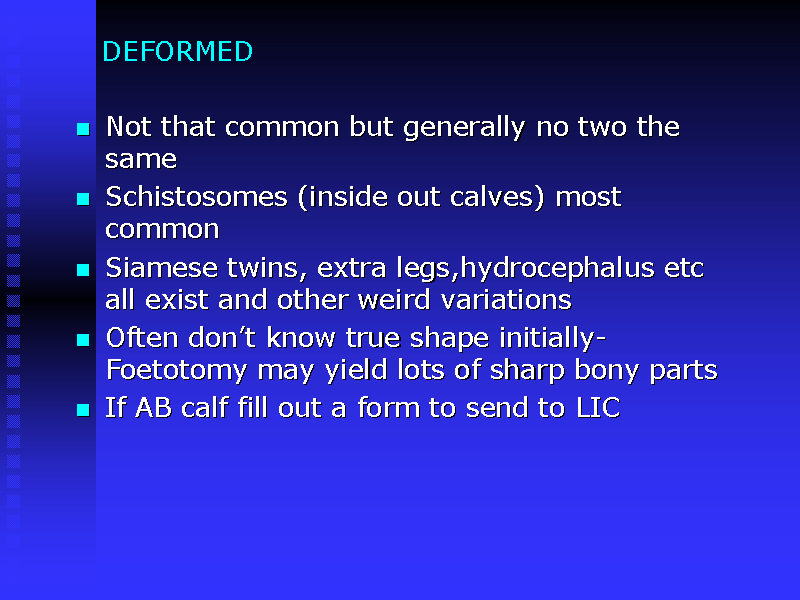 DEFORMED
Not that common but generally no two the
same
Schistosomes (inside out calves) most
common
Siamese twins, extra legs,hydrocephalus etc
all exist and other weird variations
Often don’t know true shape initially-
Foetotomy may yield lots of sharp bony parts
If AB calf fill out a form to send to LIC